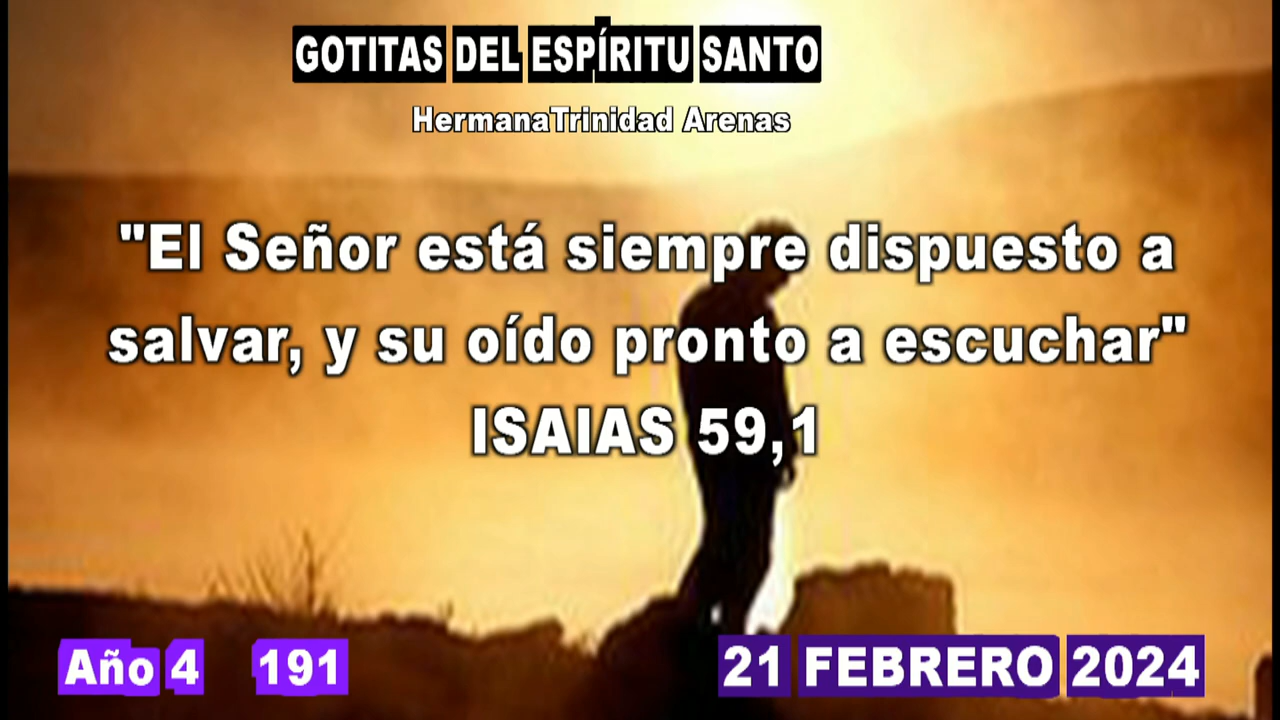 GOTITAS DEL ESPÍRITU SANTO
HermanaTrinidad Arenas
"El Señor está siempre dispuesto a
salvar, y su oído pronto a escuchar"
ISAIAS 59,1
Año 4 191 21 FEBRERO 2024